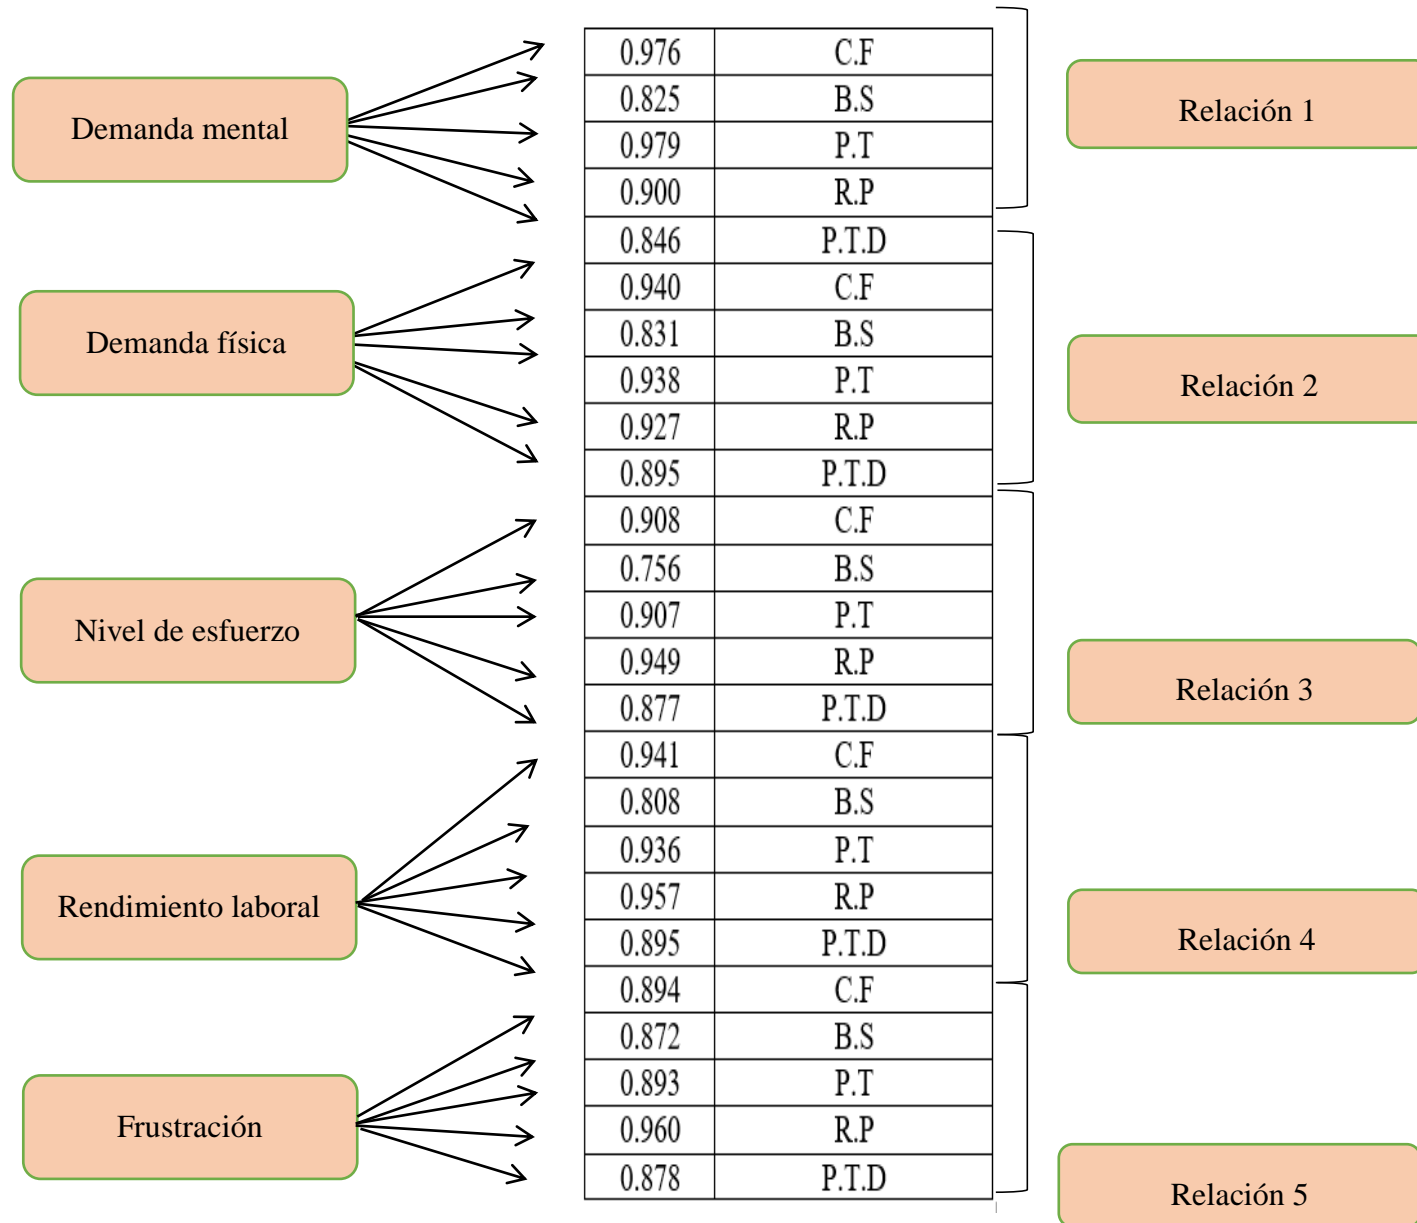 Demanda mental
Demanda física
Nivel de esfuerzo
Rendimiento laboral
Frustración
0.976 C.F
0.825 B.S
0.979 P.T
0.900 R.P
0.846 P.T.D
0.940 C.F
0.831 B.S
0.938 P.T
0.927 R.P
0.895 P.T.D
0.908 C.F
0.756 B.S
0.907 P.T
0.949 R.P
0.877 P.T.D
0.941 C.F
0.808 B.S
0.936 P.T
0.957 R.P
0.895 P.T.D
0.894 C.F
0.872 B.S
0.893 P.T
0.960 R.P
0.878 P.T.D
Relación 1
Relación 2
Relación 3
Relación 4
Relación 5